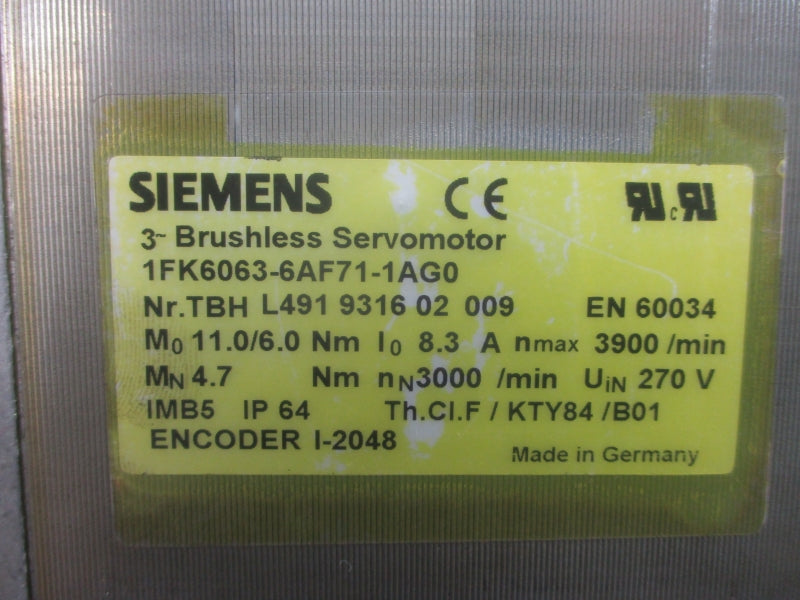 SIEMENS CE RU c RU
3~ Brushless Servomotor
1FK6063-6AF71-1AG0
Nr.TBH L491 9316 02 009 EN 60034
M0 11.0/6.0 Nm I0 8.3 A nmax 3900 /min
MN 4.7 Nm nN3000 /min UiN 270 V
IMB5 IP 64 Th.Cl.F / KTY84 /B01
ENCODER I-2048
Made in Germany